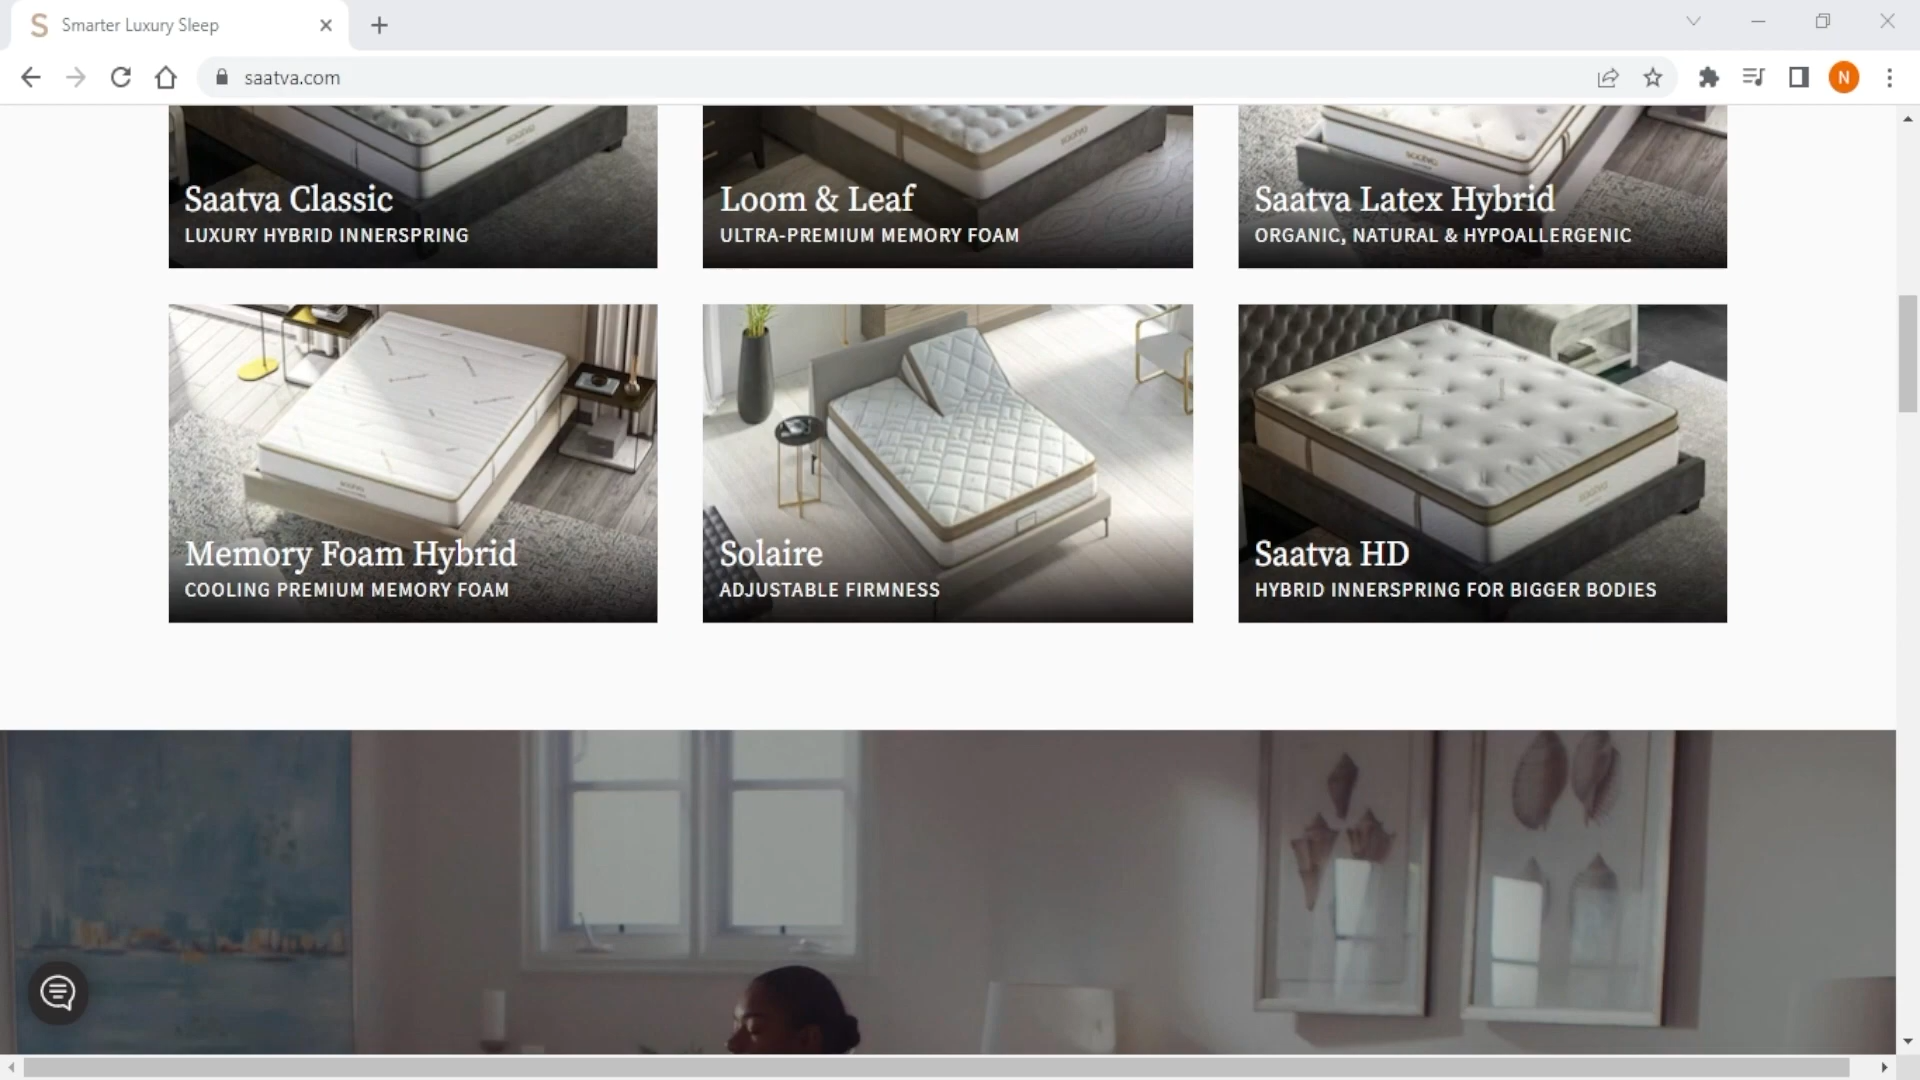 Smarter Luxury Sleep
saatva.com
N
Saatva Classic
LUXURY HYBRID INNERSPRING
Loom & Leaf
ULTRA-PREMIUM MEMORY FOAM
Saatva Latex Hybrid
ORGANIC, NATURAL & HYPOALLERGENIC
Memory Foam Hybrid
COOLING PREMIUM MEMORY FOAM
Solaire
ADJUSTABLE FIRMNESS
Saatva HD
HYBRID INNERSPRING FOR BIGGER BODIES